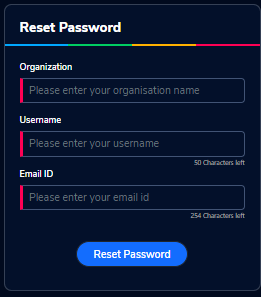 Reset Password
Organization
Please enter your organisation name
Username
Please enter your username
50 Characters left
Email ID
Please enter your email id
254 Characters left
Reset Password